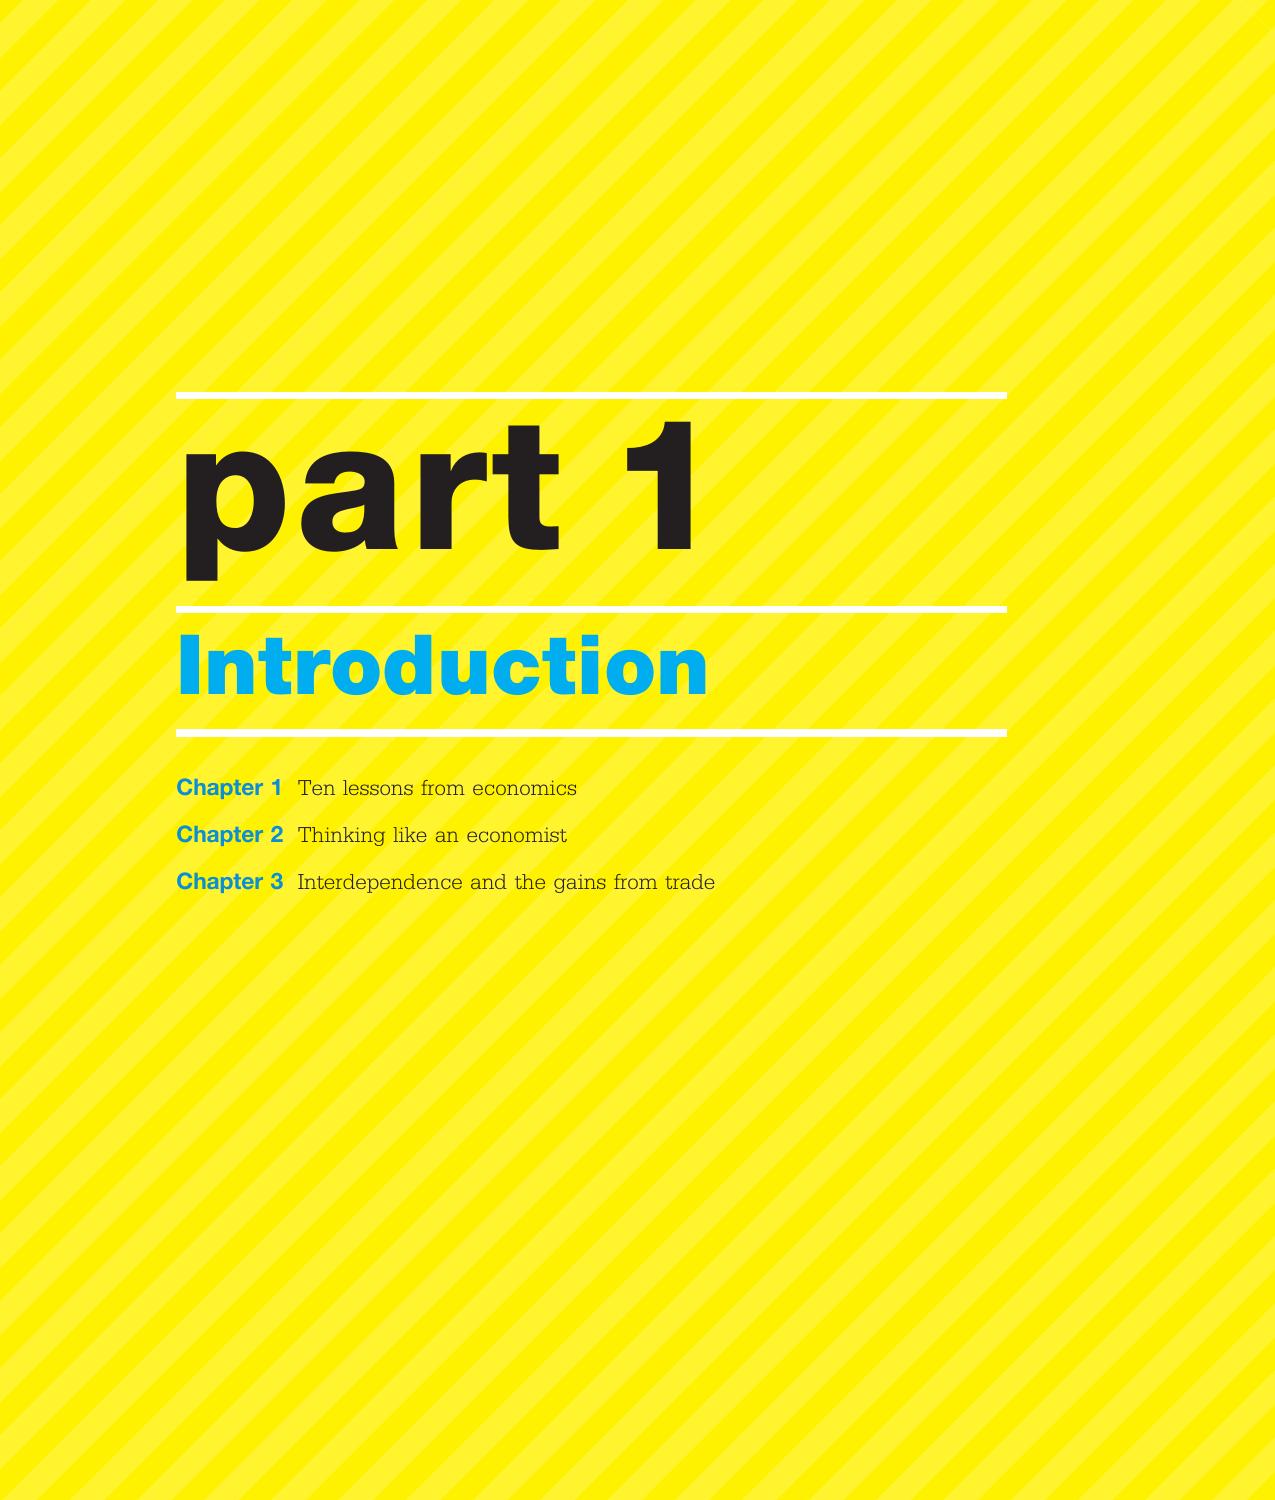 part 1
Introduction
Chapter 1 Ten lessons from economics
Chapter 2 Thinking like an economist
Chapter 3 Interdependence and the gains from trade